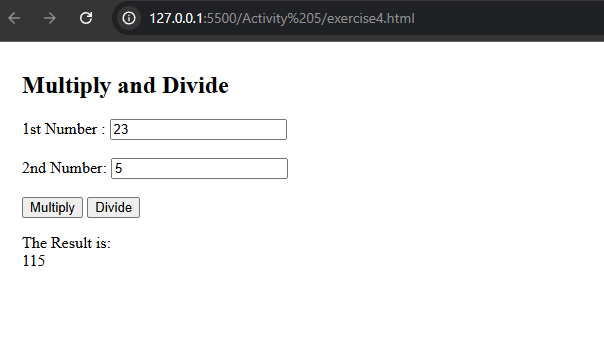 127.0.0.1:5500/Activity%205/exercise4.html
Multiply and Divide
1st Number : 23
2nd Number: 5
Multiply Divide
The Result is:
115